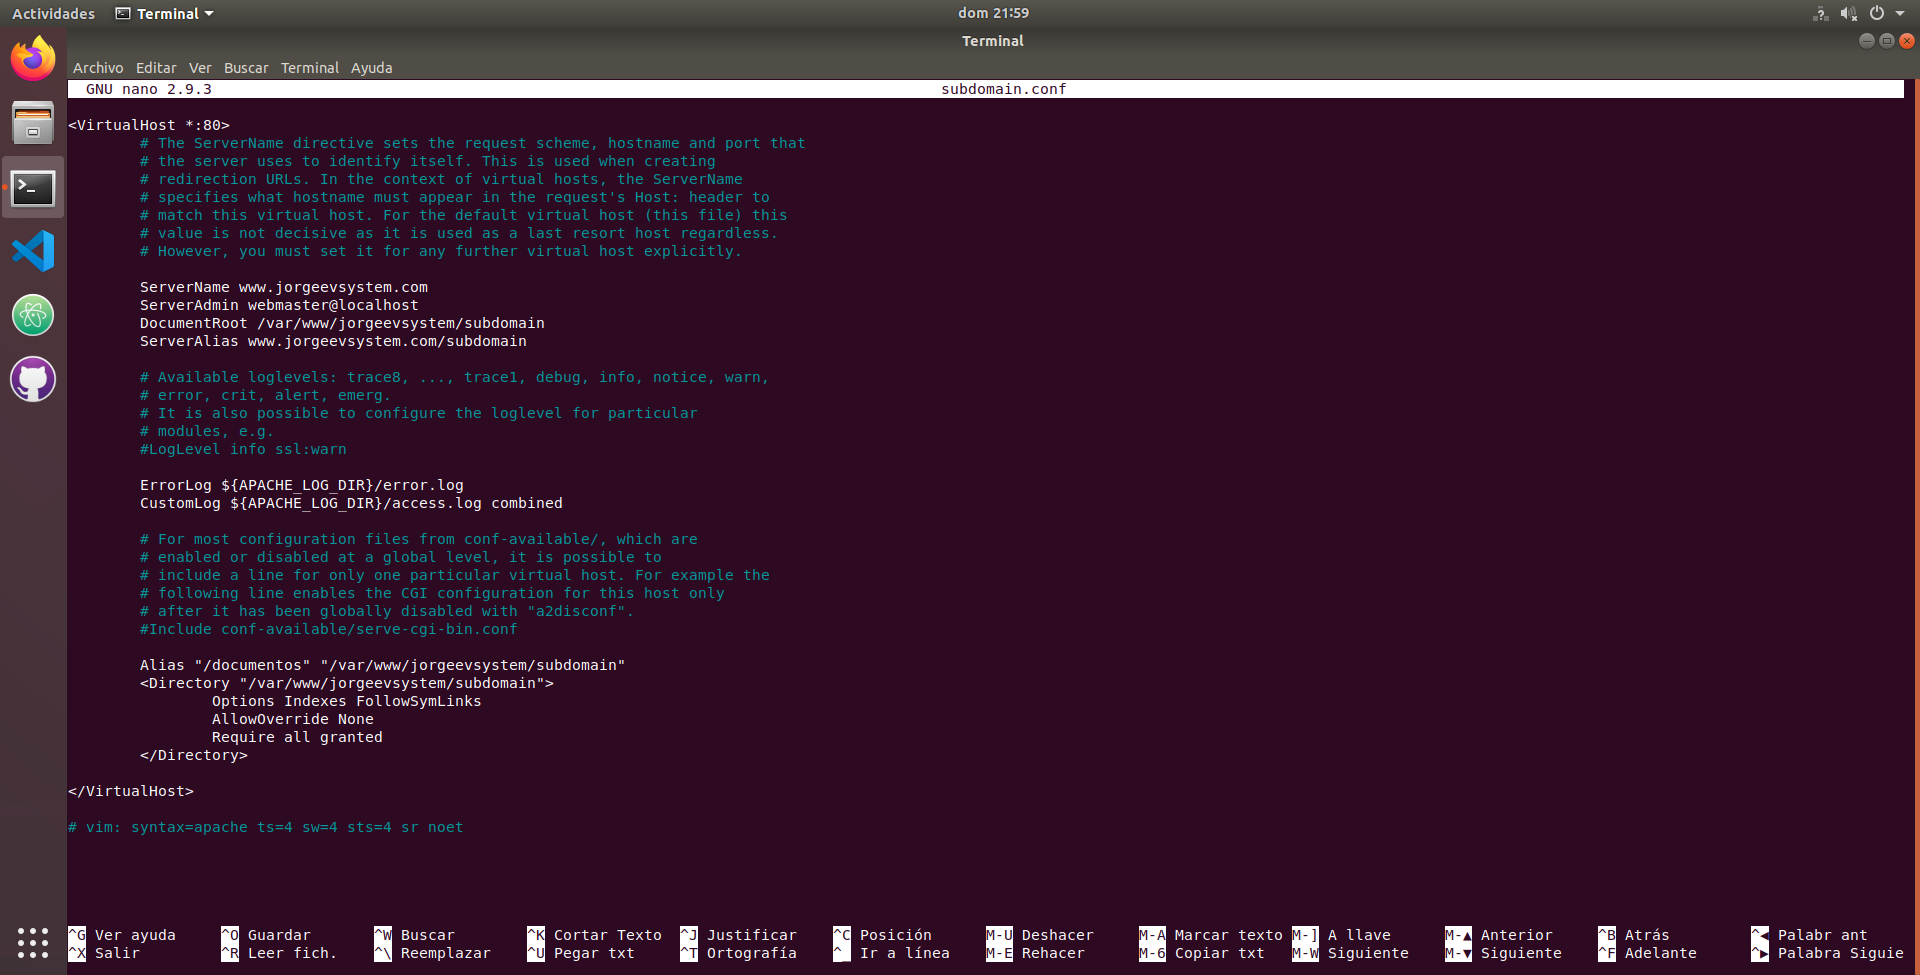 Actividades Terminal dom 21:59
Terminal
Archivo Editar Ver Buscar Terminal Ayuda
GNU nano 2.9.3 subdomain.conf
<VirtualHost *:80>
# The ServerName directive sets the request scheme, hostname and port that
# the server uses to identify itself. This is used when creating
# redirection URLs. In the context of virtual hosts, the ServerName
# specifies what hostname must appear in the request's Host: header to
# match this virtual host. For the default virtual host (this file) this
# value is not decisive as it is used as a last resort host regardless.
# However, you must set it for any further virtual host explicitly.
ServerName www.jorgeevsystem.com
ServerAdmin webmaster@localhost
DocumentRoot /var/www/jorgeevsystem/subdomain
ServerAlias www.jorgeevsystem.com/subdomain
# Available loglevels: trace8, ..., trace1, debug, info, notice, warn,
# error, crit, alert, emerg.
# It is also possible to configure the loglevel for particular
# modules, e.g.
#LogLevel info ssl:warn
ErrorLog ${APACHE_LOG_DIR}/error.log
CustomLog ${APACHE_LOG_DIR}/access.log combined
# For most configuration files from conf-available/, which are
# enabled or disabled at a global level, it is possible to
# include a line for only one particular virtual host. For example the
# following line enables the CGI configuration for this host only
# after it has been globally disabled with "a2disconf".
#Include conf-available/serve-cgi-bin.conf
Alias "/documentos" "/var/www/jorgeevsystem/subdomain"
<Directory "/var/www/jorgeevsystem/subdomain">
Options Indexes FollowSymLinks
AllowOverride None
Require all granted
</Directory>
</VirtualHost>
# vim: syntax=apache ts=4 sw=4 sts=4 sr noet
^G Ver ayuda ^O Guardar ^W Buscar ^K Cortar Texto ^J Justificar ^C Posición M-U Deshacer M-A Marcar texto M-] A llave M-▲ Anterior ^B Atrás ^◀ Palabr ant
^X Salir ^R Leer fich. ^\ Reemplazar ^U Pegar txt ^T Ortografía ^_ Ir a línea M-E Rehacer M-6 Copiar txt M-W Siguiente M-▼ Siguiente ^F Adelante ^▶ Palabra Siguie